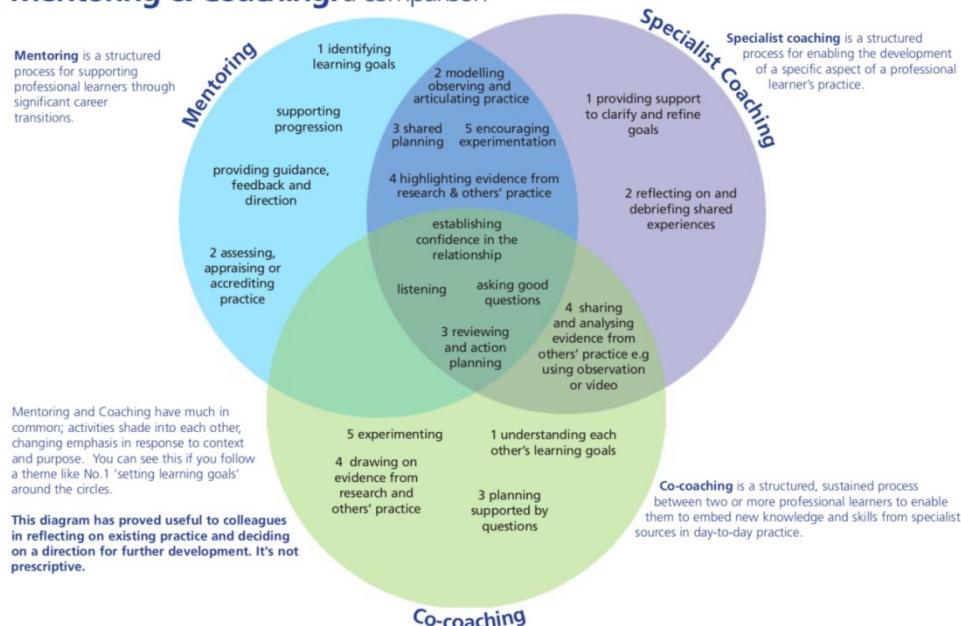 Mentoring & Coaching: a comparison
Mentoring is a structured
process for supporting
professional learners through
significant career
transitions.
Mentoring
1 identifying
learning goals
supporting
progression
providing guidance,
feedback and
direction
2 assessing,
appraising or
accrediting
practice
2 modelling
observing and
articulating practice
3 shared
planning
5 encouraging
experimentation
4 highlighting evidence from
research & others' practice
Specialist Coaching
Specialist coaching is a structured
process for enabling the development
of a specific aspect of a professional
learner's practice.
1 providing support
to clarify and refine
goals
2 reflecting on and
debriefing shared
experiences
establishing
confidence in the
relationship
listening
asking good
questions
3 reviewing
and action
planning
4 sharing
and analysing
evidence from
others' practice e.g
using observation
or video
Mentoring and Coaching have much in
common; activities shade into each other,
changing emphasis in response to context
and purpose. You can see this if you follow
a theme like No.1 'setting learning goals'
around the circles.
This diagram has proved useful to colleagues
in reflecting on existing practice and deciding
on a direction for further development. It's not
prescriptive.
5 experimenting
1 understanding each
other's learning goals
4 drawing on
evidence from
research and
others' practice
3 planning
supported by
questions
Co-coaching is a structured, sustained process
between two or more professional learners to enable
them to embed new knowledge and skills from specialist
sources in day-to-day practice.
Co-coaching